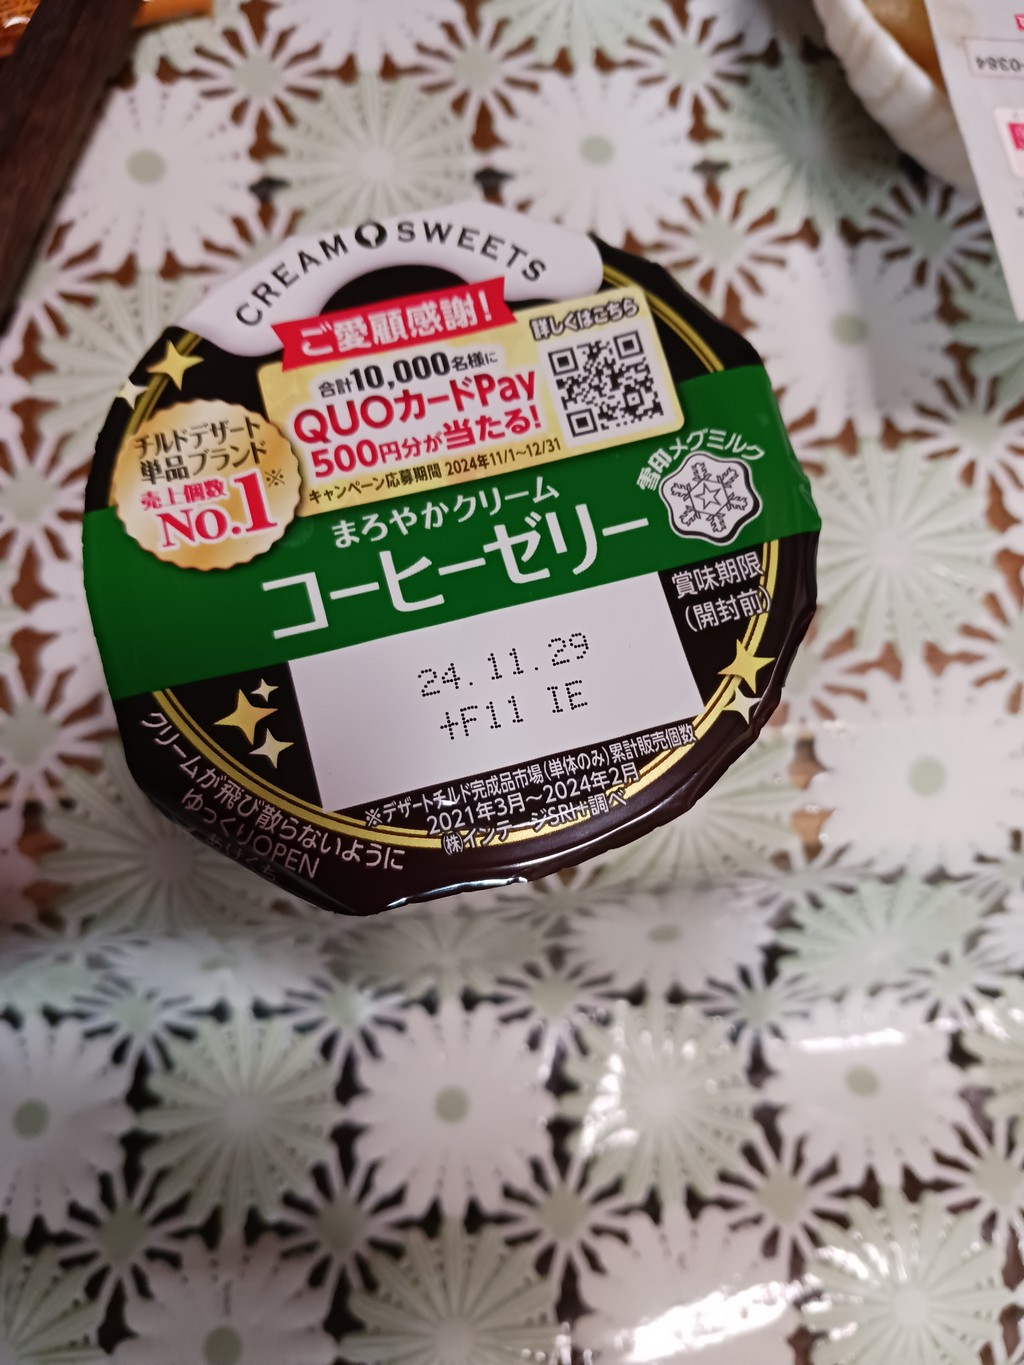 CREAM SWEETS
ご愛顧感謝!
合計10,000名様に
QUOカードPay
500円分が当たる!
キャンペーン応募期間 2024年11/1~12/31
詳しくはこちら
チルドデザート
単品ブランド
売上個数
No.1※
雪印メグミルク
まろやかクリーム
コーヒーゼリー
賞味期限
(開封前)
24.11.29
+F11 IE
※デザートチルド完成品市場(単体のみ)累計販売個数
2021年3月~2024年2月
(株)インテージSRI+調べ
クリームが飛び散らないように
ゆっくりOPEN
あけくち
-0384